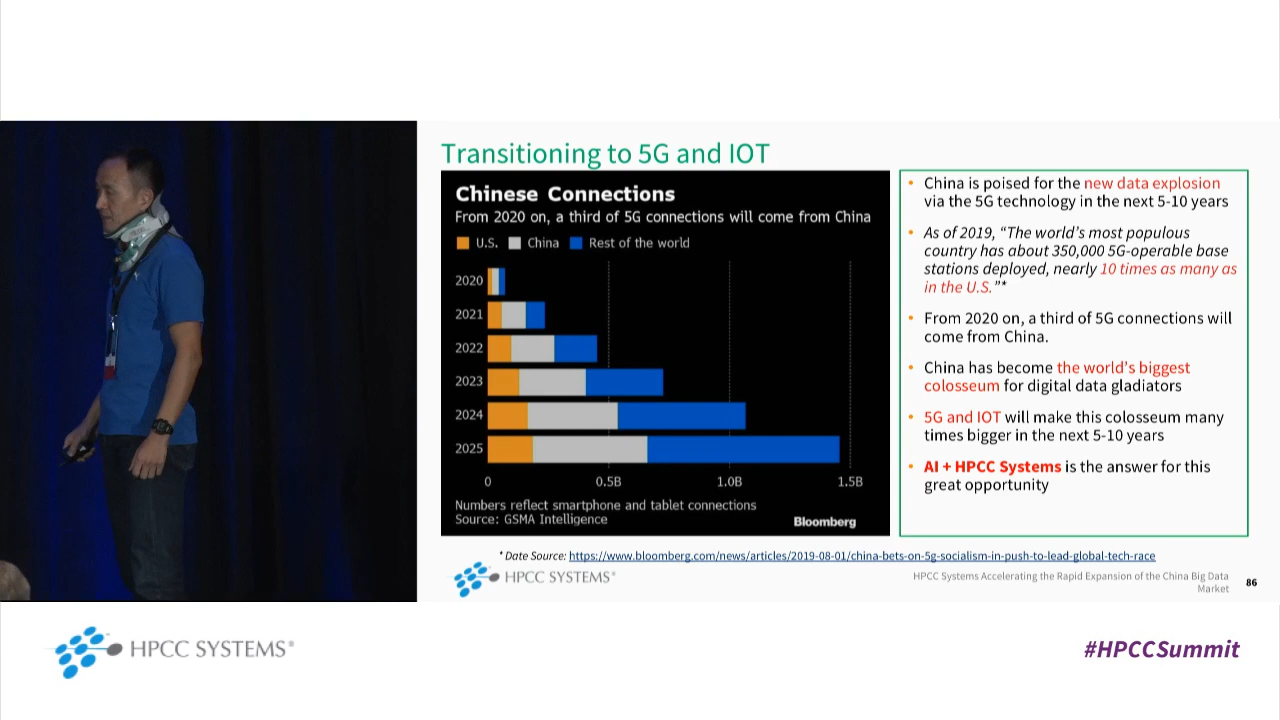 Transitioning to 5G and IOT
Chinese Connections
From 2020 on, a third of 5G connections will come from China
U.S. China Rest of the world
2020
2021
2022
2023
2024
2025
0 0.5B 1.0B 1.5B
Numbers reflect smartphone and tablet connections
Source: GSMA Intelligence
Bloomberg
• China is poised for the new data explosion
via the 5G technology in the next 5-10 years
• As of 2019, “The world’s most populous
country has about 350,000 5G-operable base
stations deployed, nearly 10 times as many as
in the U.S.”*
• From 2020 on, a third of 5G connections will
come from China.
• China has become the world’s biggest
colosseum for digital data gladiators
• 5G and IOT will make this colosseum many
times bigger in the next 5-10 years
• AI + HPCC Systems is the answer for this
great opportunity
* Date Source: https://www.bloomberg.com/news/articles/2019-08-01/china-bets-on-5g-socialism-in-push-to-lead-global-tech-race
HPCC SYSTEMS®
HPCC Systems Accelerating the Rapid Expansion of the China Big Data
Market
86
HPCC SYSTEMS®
#HPCCSummit